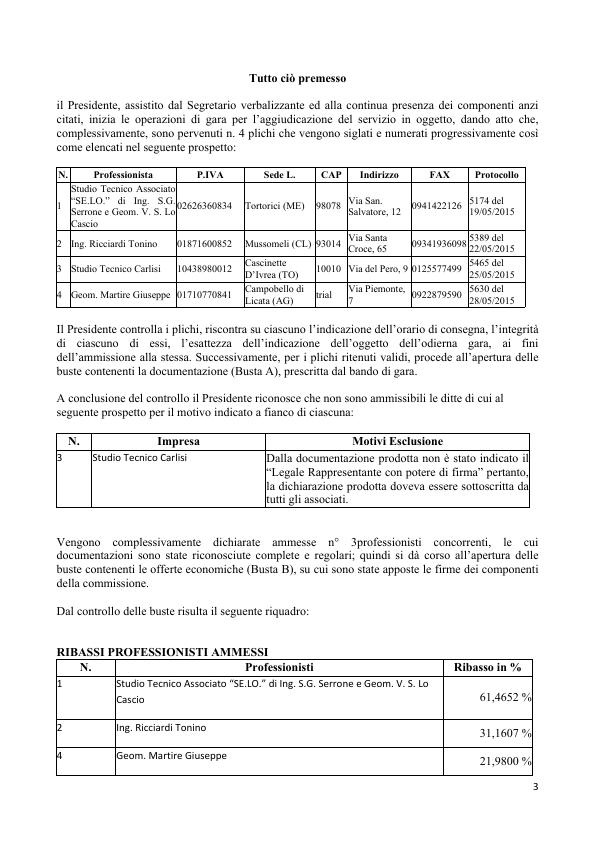 Tutto ciò premesso
il Presidente, assistito dal Segretario verbalizzante ed alla continua presenza dei componenti anzi
citati, inizia le operazioni di gara per l’aggiudicazione del servizio in oggetto, dando atto che,
complessivamente, sono pervenuti n. 4 plichi che vengono siglati e numerati progressivamente così
come elencati nel seguente prospetto:
N. Professionista P.IVA Sede L. CAP Indirizzo FAX Protocollo
Studio Tecnico Associato
“SE.LO.” di Ing. S.G.
Serrone e Geom. V. S. Lo
Cascio
1 02626360834 Tortorici (ME) 98078 Via San. Salvatore, 12 0941422126 5174 del 19/05/2015
2 Ing. Ricciardi Tonino 01871600852 Mussomeli (CL) 93014 Via Santa Croce, 65 09341936098 5389 del 22/05/2015
3 Studio Tecnico Carlisi 10438980012 Cascinette D’Ivrea (TO) 10010 Via del Pero, 9 0125577499 5465 del 25/05/2015
4 Geom. Martire Giuseppe 01710770841 Campobello di Licata (AG) trial Via Piemonte, 7 0922879590 5630 del 28/05/2015
Il Presidente controlla i plichi, riscontra su ciascuno l’indicazione dell’orario di consegna, l’integrità
di ciascuno di essi, l’esattezza dell’indicazione dell’oggetto dell’odierna gara, ai fini
dell’ammissione alla stessa. Successivamente, per i plichi ritenuti validi, procede all’apertura delle
buste contenenti la documentazione (Busta A), prescritta dal bando di gara.
A conclusione del controllo il Presidente riconosce che non sono ammissibili le ditte di cui al
seguente prospetto per il motivo indicato a fianco di ciascuna:
N. Impresa Motivi Esclusione
3 Studio Tecnico Carlisi Dalla documentazione prodotta non è stato indicato il
“Legale Rappresentante con potere di firma” pertanto,
la dichiarazione prodotta doveva essere sottoscritta da
tutti gli associati.
Vengono complessivamente dichiarate ammesse n° 3professionisti concorrenti, le cui
documentazioni sono state riconosciute complete e regolari; quindi si dà corso all’apertura delle
buste contenenti le offerte economiche (Busta B), su cui sono state apposte le firme dei componenti
della commissione.
Dal controllo delle buste risulta il seguente riquadro:
RIBASSI PROFESSIONISTI AMMESSI
N. Professionisti Ribasso in %
1 Studio Tecnico Associato “SE.LO.” di Ing. S.G. Serrone e Geom. V. S. Lo
Cascio 61,4652 %
2 Ing. Ricciardi Tonino 31,1607 %
4 Geom. Martire Giuseppe 21,9800 %
3